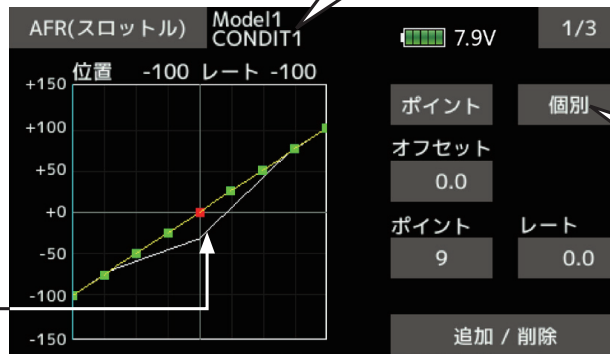 AFR(スロットル)
Model1
CONDIT1
7.9V
1/3
位置 -100 レート -100
+150
+100
+50
+0
-50
-100
-150
ポイント
個別
オフセット
0.0
ポイント
レート
9
0.0
追加 / 削除